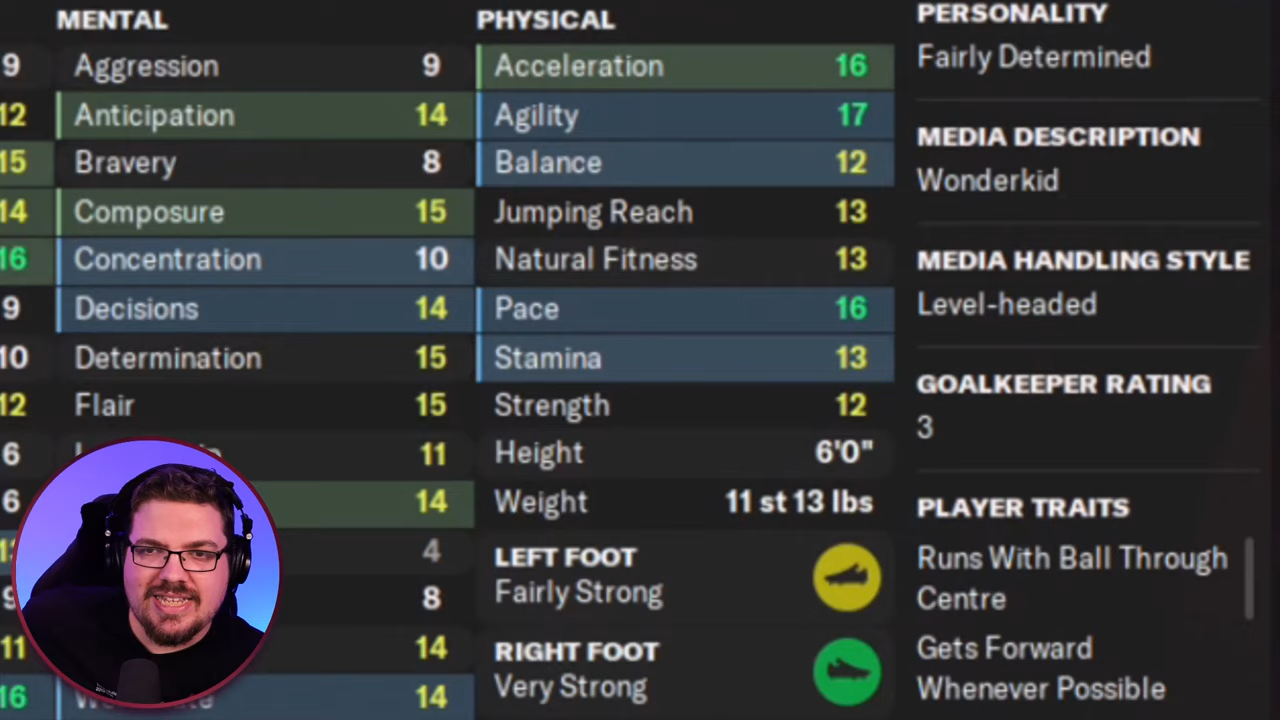 MENTAL
PHYSICAL
PERSONALITY
9
Aggression 9
Acceleration 16
Fairly Determined
12
Anticipation 14
Agility 17
MEDIA DESCRIPTION
15
Bravery 8
Balance 12
Wonderkid
14
Composure 15
Jumping Reach 13
16
Concentration 10
Natural Fitness 13
MEDIA HANDLING STYLE
9
Decisions 14
Pace 16
Level-headed
10
Determination 15
Stamina 13
GOALKEEPER RATING
12
Flair 15
Strength 12
3
6
11
Height 6'0"
6
14
Weight 11 st 13 lbs
PLAYER TRAITS
4
LEFT FOOT
Fairly Strong
Runs With Ball Through
Centre
9
8
11
14
RIGHT FOOT
Very Strong
Gets Forward
Whenever Possible
16
14